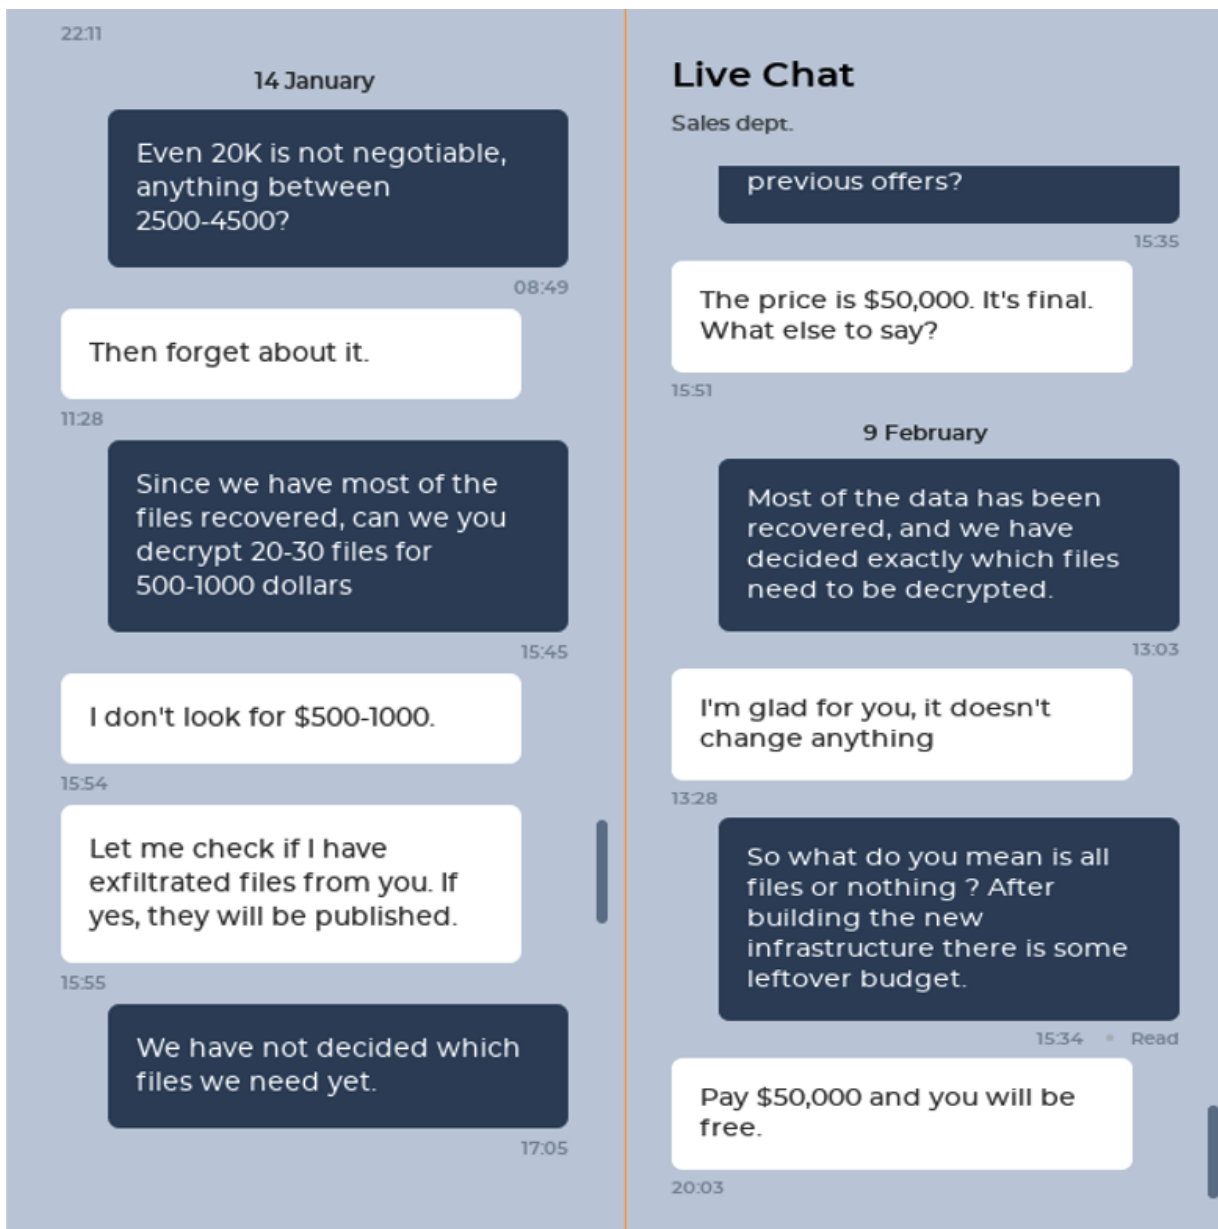 22:11
14 January
Even 20K is not negotiable,
anything between
2500-4500?
08:49
Then forget about it.
11:28
Since we have most of the
files recovered, can we you
decrypt 20-30 files for
500-1000 dollars
15:45
I don't look for $500-1000.
15:54
Let me check if I have
exfiltrated files from you. If
yes, they will be published.
15:55
We have not decided which
files we need yet.
17:05
Live Chat
Sales dept.
previous offers?
15:35
The price is $50,000. It's final.
What else to say?
15:51
9 February
Most of the data has been
recovered, and we have
decided exactly which files
need to be decrypted.
13:03
I'm glad for you, it doesn't
change anything
13:28
So what do you mean is all
files or nothing ? After
building the new
infrastructure there is some
leftover budget.
15:34 • Read
Pay $50,000 and you will be
free.
20:03